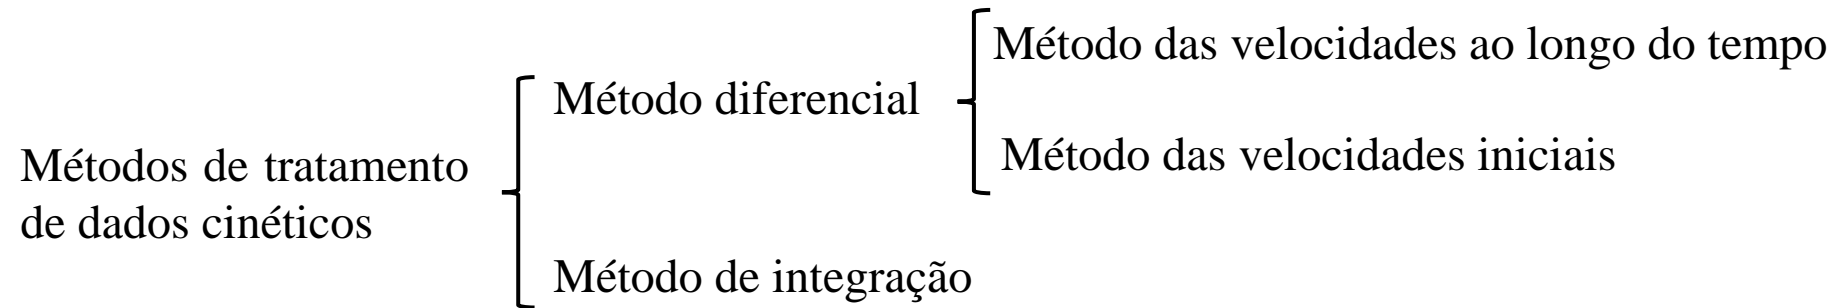 Métodos de tratamento
de dados cinéticos
Método diferencial
Método das velocidades ao longo do tempo
Método das velocidades iniciais
Método de integração